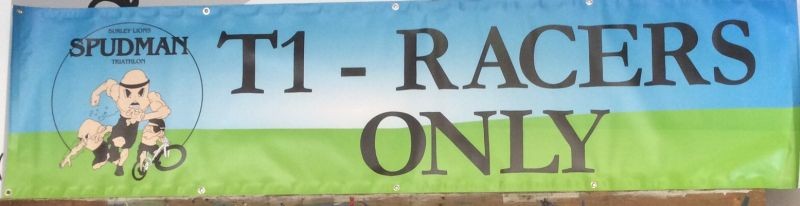 BURLEY LIONS
SPUDMAN
TRIATHLON
T1 - RACERS
ONLY